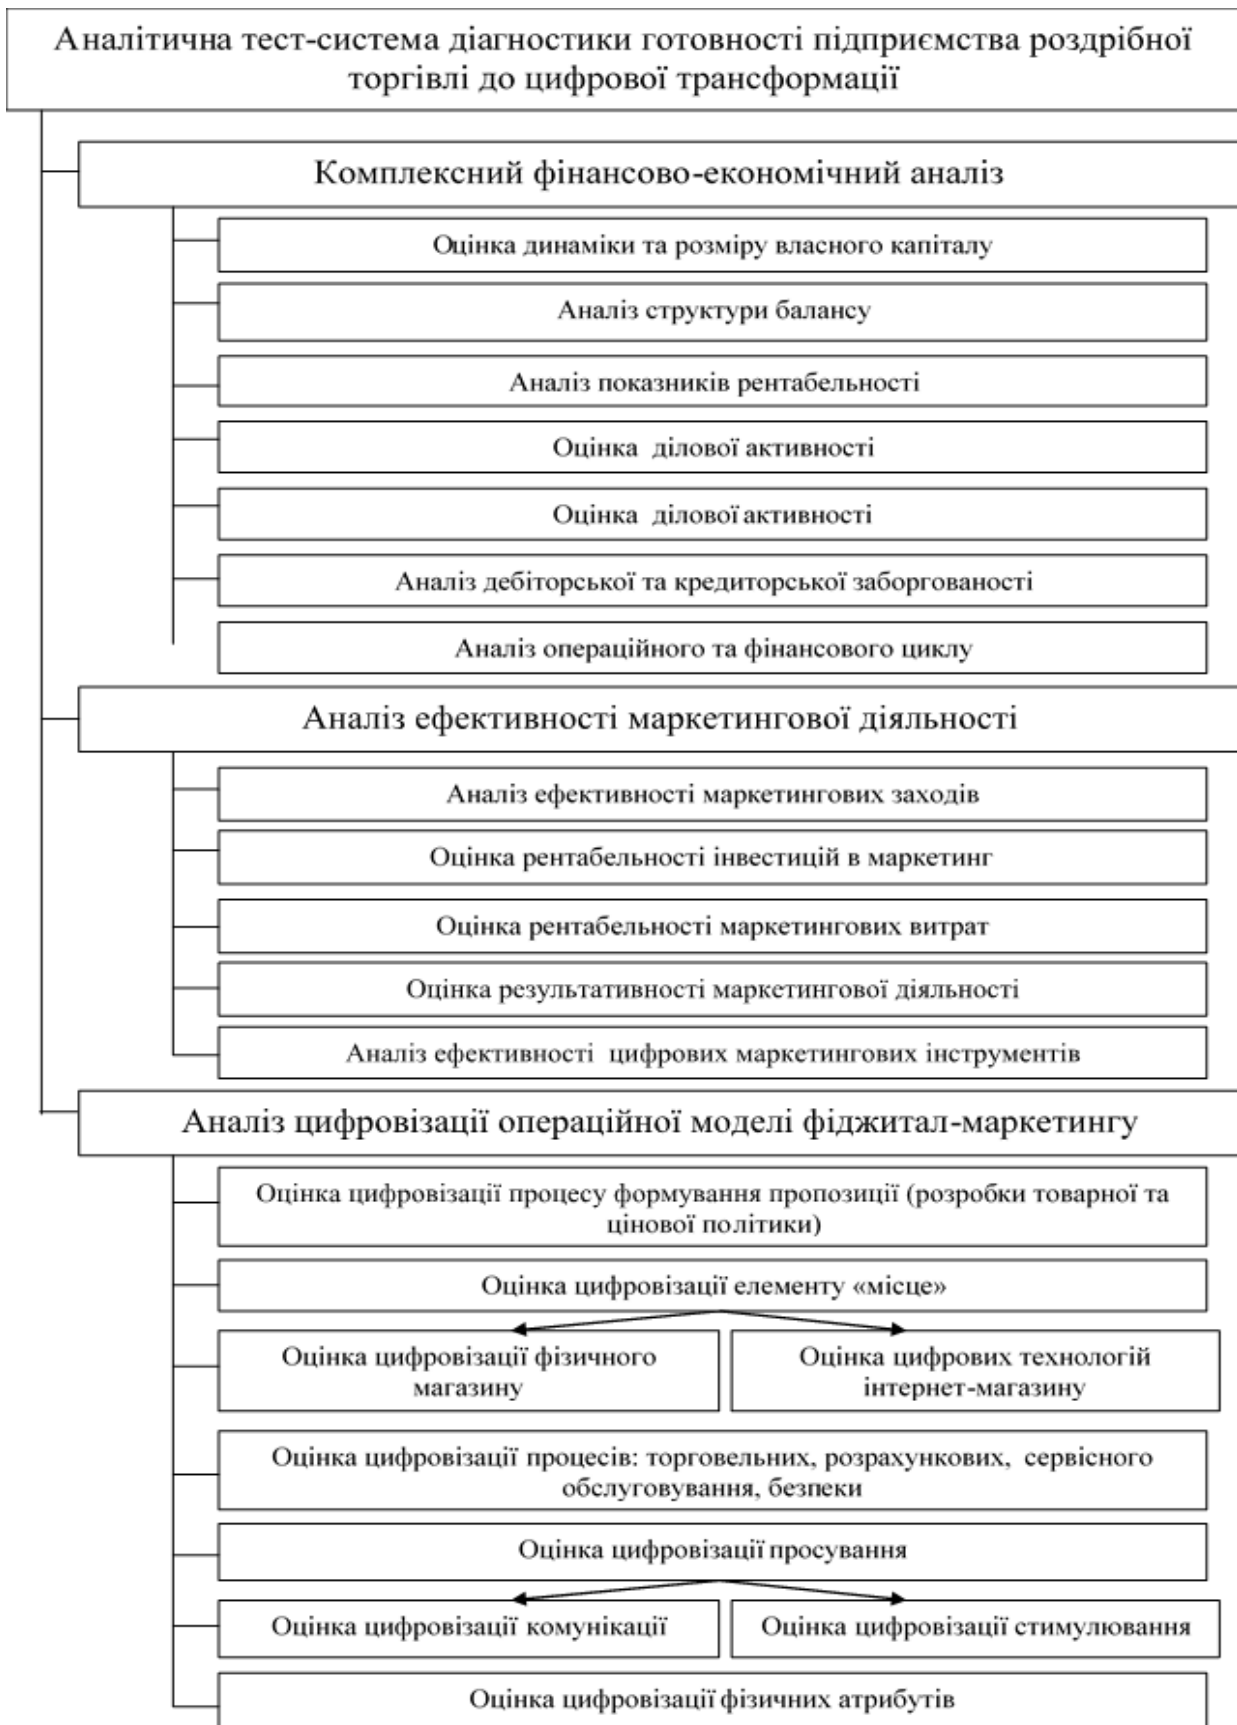 Аналітична тест-система діагностики готовності підприємства роздрібної
торгівлі до цифрової трансформації
Комплексний фінансово-економічний аналіз
Оцінка динаміки та розміру власного капіталу
Аналіз структури балансу
Аналіз показників рентабельності
Оцінка ділової активності
Оцінка ділової активності
Аналіз дебіторської та кредиторської заборгованості
Аналіз операційного та фінансового циклу
Аналіз ефективності маркетингової діяльності
Аналіз ефективності маркетингових заходів
Оцінка рентабельності інвестицій в маркетинг
Оцінка рентабельності маркетингових витрат
Оцінка результативності маркетингової діяльності
Аналіз ефективності цифрових маркетингових інструментів
Аналіз цифровізації операційної моделі фіджитал-маркетингу
Оцінка цифровізації процесу формування пропозиції (розробки товарної та
цінової політики)
Оцінка цифровізації елементу «місце»
Оцінка цифровізації фізичного
магазину
Оцінка цифрових технологій
інтернет-магазину
Оцінка цифровізації процесів: торговельних, розрахункових, сервісного
обслуговування, безпеки
Оцінка цифровізації просування
Оцінка цифровізації комунікації
Оцінка цифровізації стимулювання
Оцінка цифровізації фізичних атрибутів